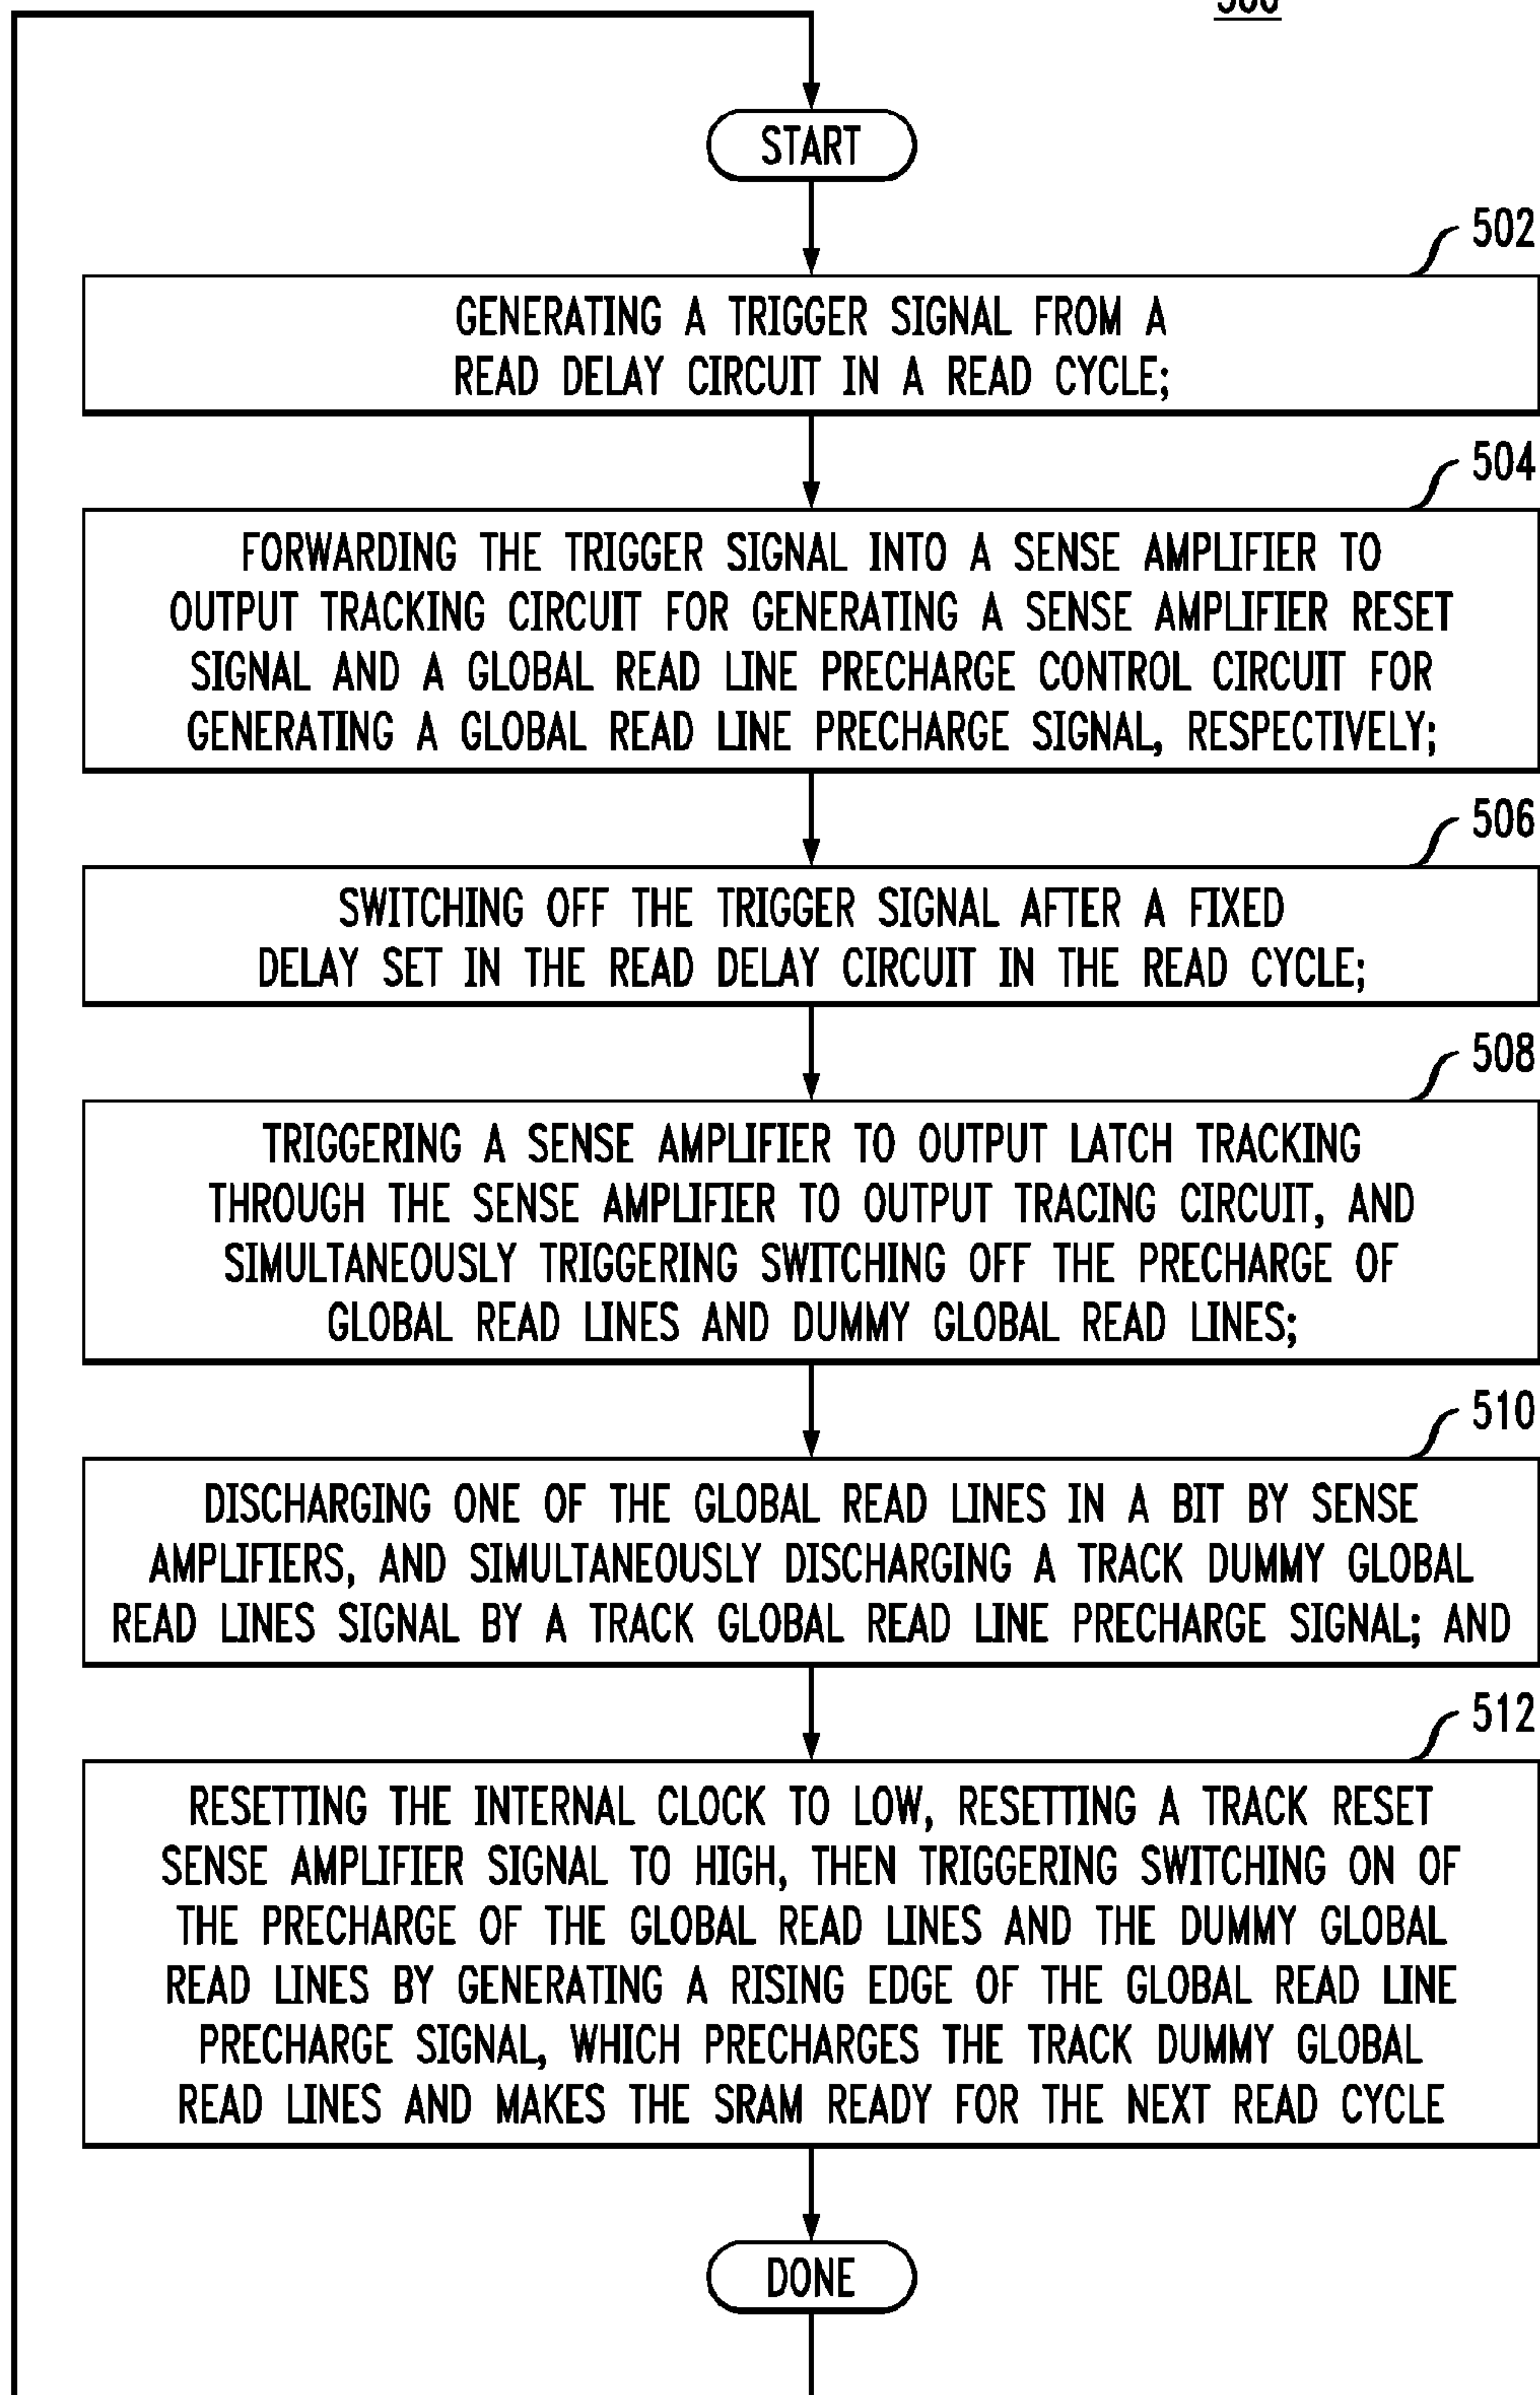 START
502
GENERATING A TRIGGER SIGNAL FROM A
READ DELAY CIRCUIT IN A READ CYCLE;
504
FORWARDING THE TRIGGER SIGNAL INTO A SENSE AMPLIFIER TO
OUTPUT TRACKING CIRCUIT FOR GENERATING A SENSE AMPLIFIER RESET
SIGNAL AND A GLOBAL READ LINE PRECHARGE CONTROL CIRCUIT FOR
GENERATING A GLOBAL READ LINE PRECHARGE SIGNAL, RESPECTIVELY;
506
SWITCHING OFF THE TRIGGER SIGNAL AFTER A FIXED
DELAY SET IN THE READ DELAY CIRCUIT IN THE READ CYCLE;
508
TRIGGERING A SENSE AMPLIFIER TO OUTPUT LATCH TRACKING
THROUGH THE SENSE AMPLIFIER TO OUTPUT TRACING CIRCUIT, AND
SIMULTANEOUSLY TRIGGERING SWITCHING OFF THE PRECHARGE OF
GLOBAL READ LINES AND DUMMY GLOBAL READ LINES;
510
DISCHARGING ONE OF THE GLOBAL READ LINES IN A BIT BY SENSE
AMPLIFIERS, AND SIMULTANEOUSLY DISCHARGING A TRACK DUMMY GLOBAL
READ LINES SIGNAL BY A TRACK GLOBAL READ LINE PRECHARGE SIGNAL; AND
512
RESETTING THE INTERNAL CLOCK TO LOW, RESETTING A TRACK RESET
SENSE AMPLIFIER SIGNAL TO HIGH, THEN TRIGGERING SWITCHING ON OF
THE PRECHARGE OF THE GLOBAL READ LINES AND THE DUMMY GLOBAL
READ LINES BY GENERATING A RISING EDGE OF THE GLOBAL READ LINE
PRECHARGE SIGNAL, WHICH PRECHARGES THE TRACK DUMMY GLOBAL
READ LINES AND MAKES THE SRAM READY FOR THE NEXT READ CYCLE
DONE